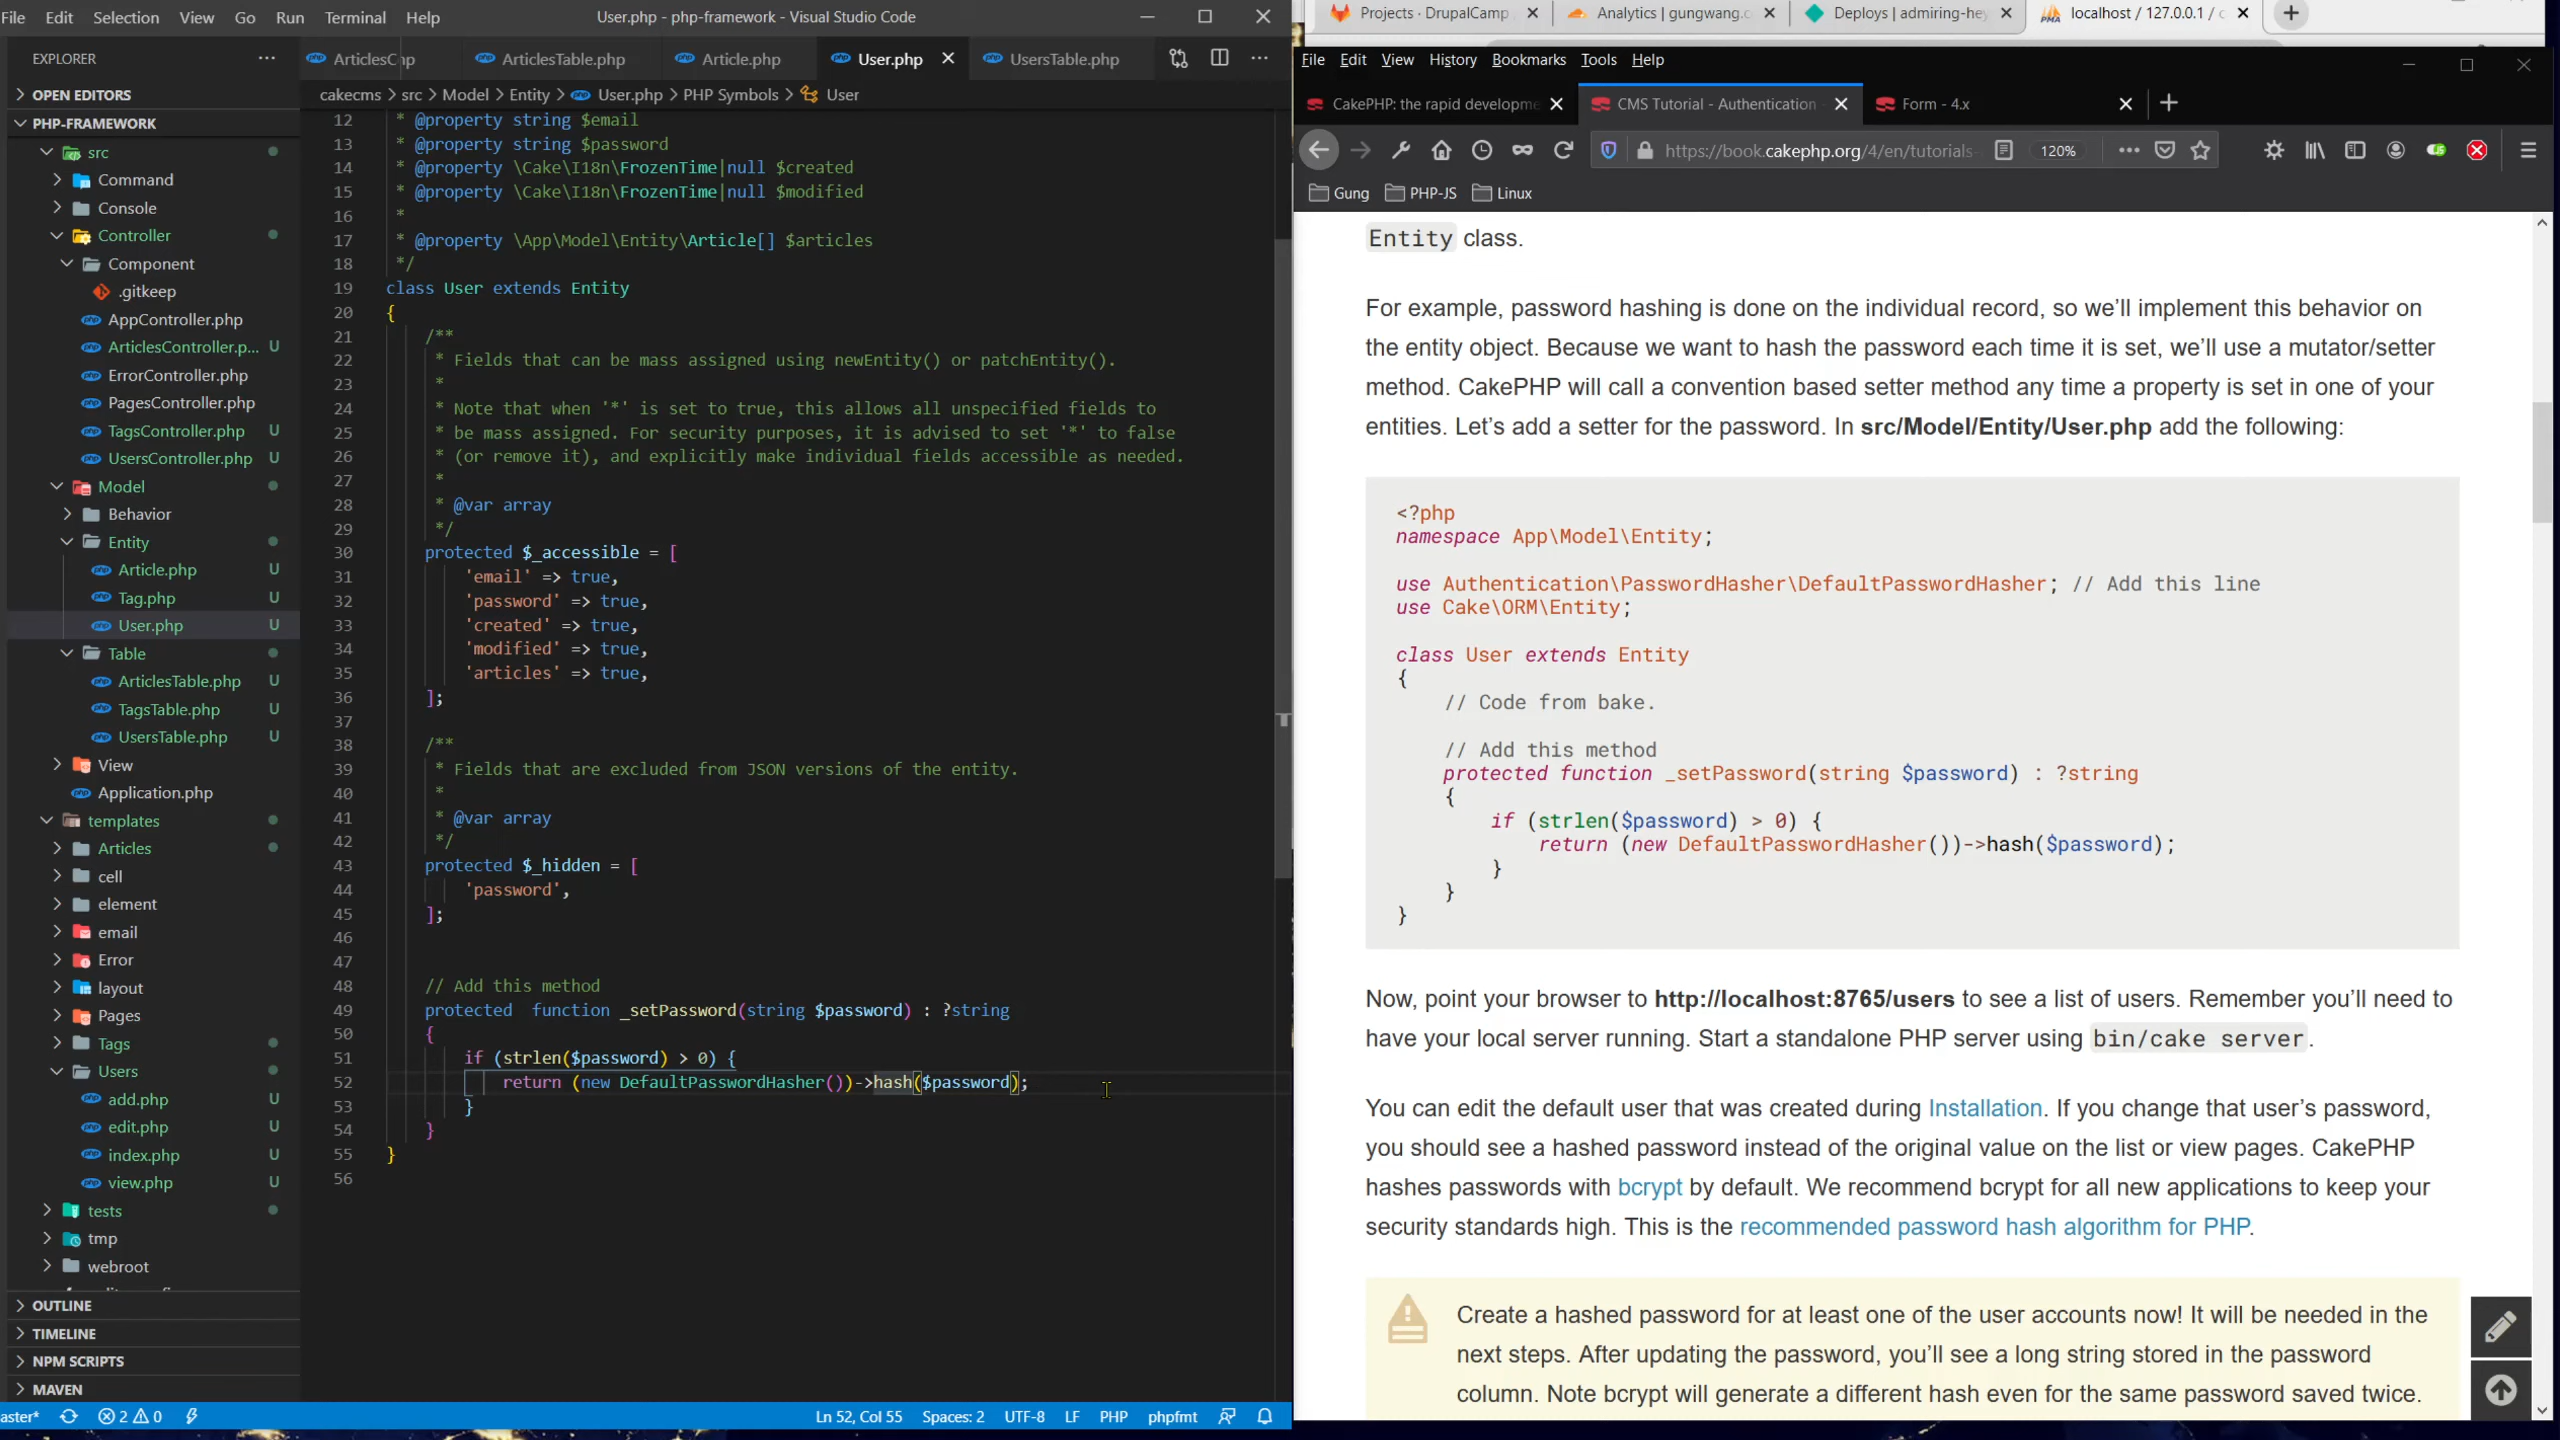 File Edit Selection View Go Run Terminal Help
User.php - php-framework - Visual Studio Code
EXPLORER
OPEN EDITORS
PHP-FRAMEWORK
src
Command
Console
Controller
Component
.gitkeep
AppController.php
ArticlesController.p... U
ErrorController.php
PagesController.php
TagsController.php U
UsersController.php U
Model
Behavior
Entity
Article.php U
Tag.php U
User.php U
Table
ArticlesTable.php U
TagsTable.php U
UsersTable.php U
View
Application.php
templates
Articles
cell
element
email
Error
layout
Pages
Tags
Users
add.php U
edit.php U
index.php U
view.php U
tests
tmp
webroot
OUTLINE
TIMELINE
NPM SCRIPTS
MAVEN
ArticlesTable.php Article.php User.php UsersTable.php
cakecms > src > Model > Entity > User.php > PHP Symbols > User
12 * @property string $email
13 * @property string $password
14 * @property \Cake\I18n\FrozenTime|null $created
15 * @property \Cake\I18n\FrozenTime|null $modified
16 *
17 * @property \App\Model\Entity\Article[] $articles
18 */
19 class User extends Entity
20 {
21 /**
22 * Fields that can be mass assigned using newEntity() or patchEntity().
23 *
24 * Note that when '*' is set to true, this allows all unspecified fields to
25 * be mass assigned. For security purposes, it is advised to set '*' to false
26 * (or remove it), and explicitly make individual fields accessible as needed.
27 *
28 * @var array
29 */
30 protected $_accessible = [
31 'email' => true,
32 'password' => true,
33 'created' => true,
34 'modified' => true,
35 'articles' => true,
36 ];
37
38 /**
39 * Fields that are excluded from JSON versions of the entity.
40 *
41 * @var array
42 */
43 protected $_hidden = [
44 'password',
45 ];
46
47
48 // Add this method
49 protected  function _setPassword(string $password) : ?string
50 {
51 if (strlen($password) > 0) {
52 return (new DefaultPasswordHasher())->hash($password);
53 }
54 }
55 }
56
aster* 2 0 Ln 52, Col 55 Spaces: 2 UTF-8 LF PHP phpfmt
Projects · DrupalCamp Analytics | gungwang.c Deploys | admiring-hey localhost / 127.0.0.1 / c
File Edit View History Bookmarks Tools Help
CakePHP: the rapid developme CMS Tutorial - Authentication Form - 4.x
https://book.cakephp.org/4/en/tutorials- 120%
Gung PHP-JS Linux
Entity class.
For example, password hashing is done on the individual record, so we’ll implement this behavior on
the entity object. Because we want to hash the password each time it is set, we’ll use a mutator/setter
method. CakePHP will call a convention based setter method any time a property is set in one of your
entities. Let’s add a setter for the password. In src/Model/Entity/User.php add the following:
<?php
namespace App\Model\Entity;
use Authentication\PasswordHasher\DefaultPasswordHasher; // Add this line
use Cake\ORM\Entity;
class User extends Entity
{
// Code from bake.
// Add this method
protected function _setPassword(string $password) : ?string
{
if (strlen($password) > 0) {
return (new DefaultPasswordHasher())->hash($password);
}
}
}
Now, point your browser to http://localhost:8765/users to see a list of users. Remember you’ll need to
have your local server running. Start a standalone PHP server using bin/cake server.
You can edit the default user that was created during Installation. If you change that user’s password,
you should see a hashed password instead of the original value on the list or view pages. CakePHP
hashes passwords with bcrypt by default. We recommend bcrypt for all new applications to keep your
security standards high. This is the recommended password hash algorithm for PHP.
Create a hashed password for at least one of the user accounts now! It will be needed in the
next steps. After updating the password, you’ll see a long string stored in the password
column. Note bcrypt will generate a different hash even for the same password saved twice.